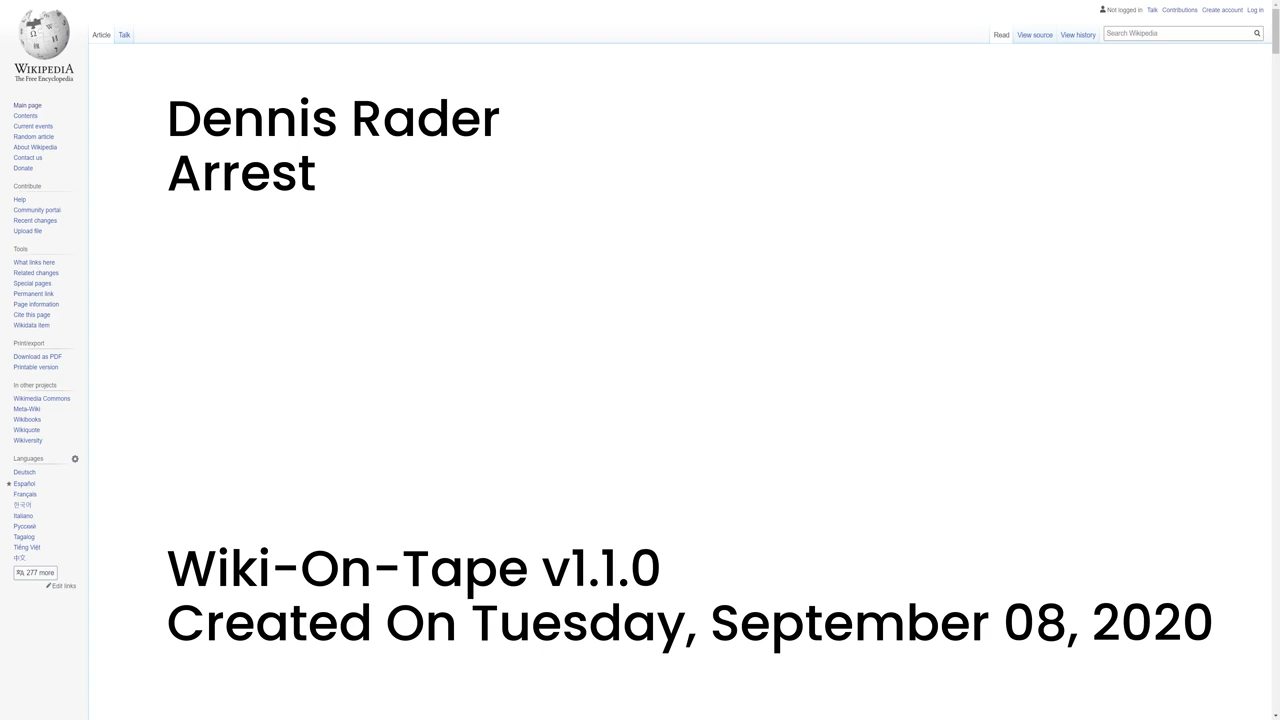 Not logged in Talk Contributions Create account Log in
Article Talk Read View source View history Search Wikipedia
WIKIPEDIA
The Free Encyclopedia
Main page
Contents
Current events
Random article
About Wikipedia
Contact us
Donate
Contribute
Help
Community portal
Recent changes
Upload file
Tools
What links here
Related changes
Special pages
Permanent link
Page information
Cite this page
Wikidata item
Print/export
Download as PDF
Printable version
In other projects
Wikimedia Commons
Meta-Wiki
Wikibooks
Wikiquote
Wikiversity
Languages
Deutsch
Español
Français
한국어
Italiano
Русский
Tagalog
Tiếng Việt
中文
277 more
Edit links
Dennis Rader
Arrest
Wiki-On-Tape v1.1.0
Created On Tuesday, September 08, 2020